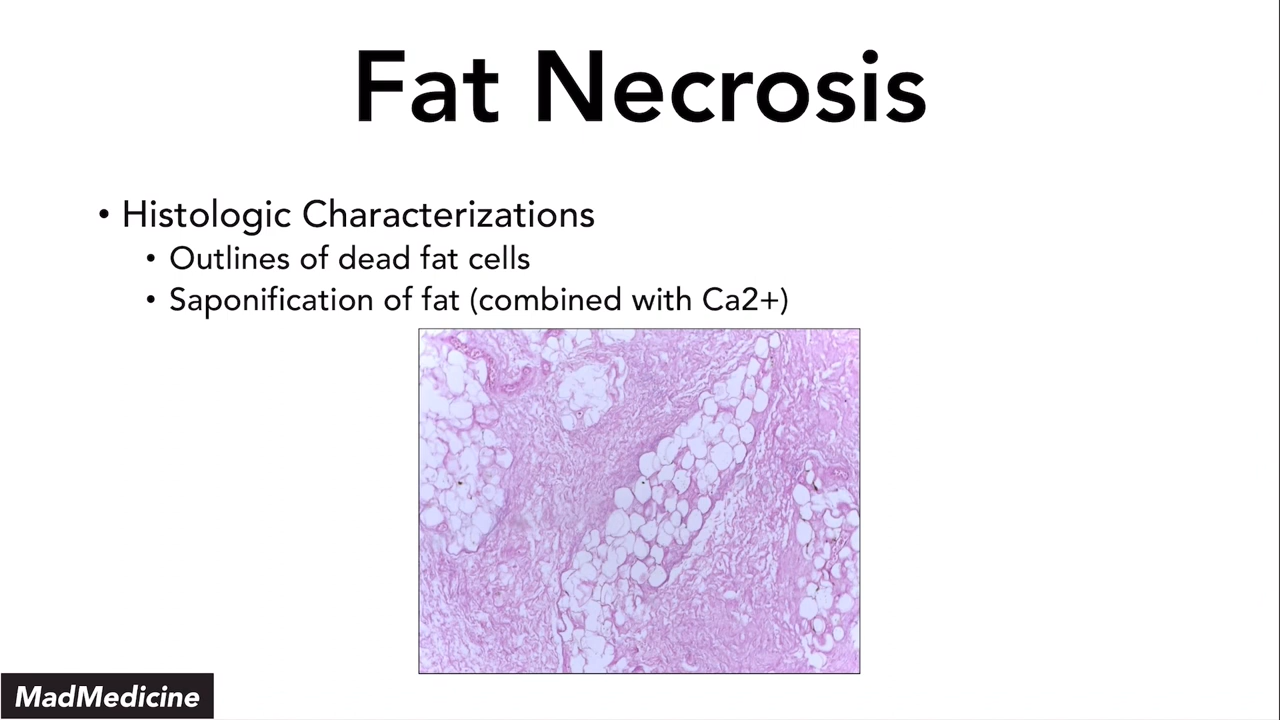 Fat Necrosis
• Histologic Characterizations
• Outlines of dead fat cells
• Saponification of fat (combined with Ca2+)
MadMedicine